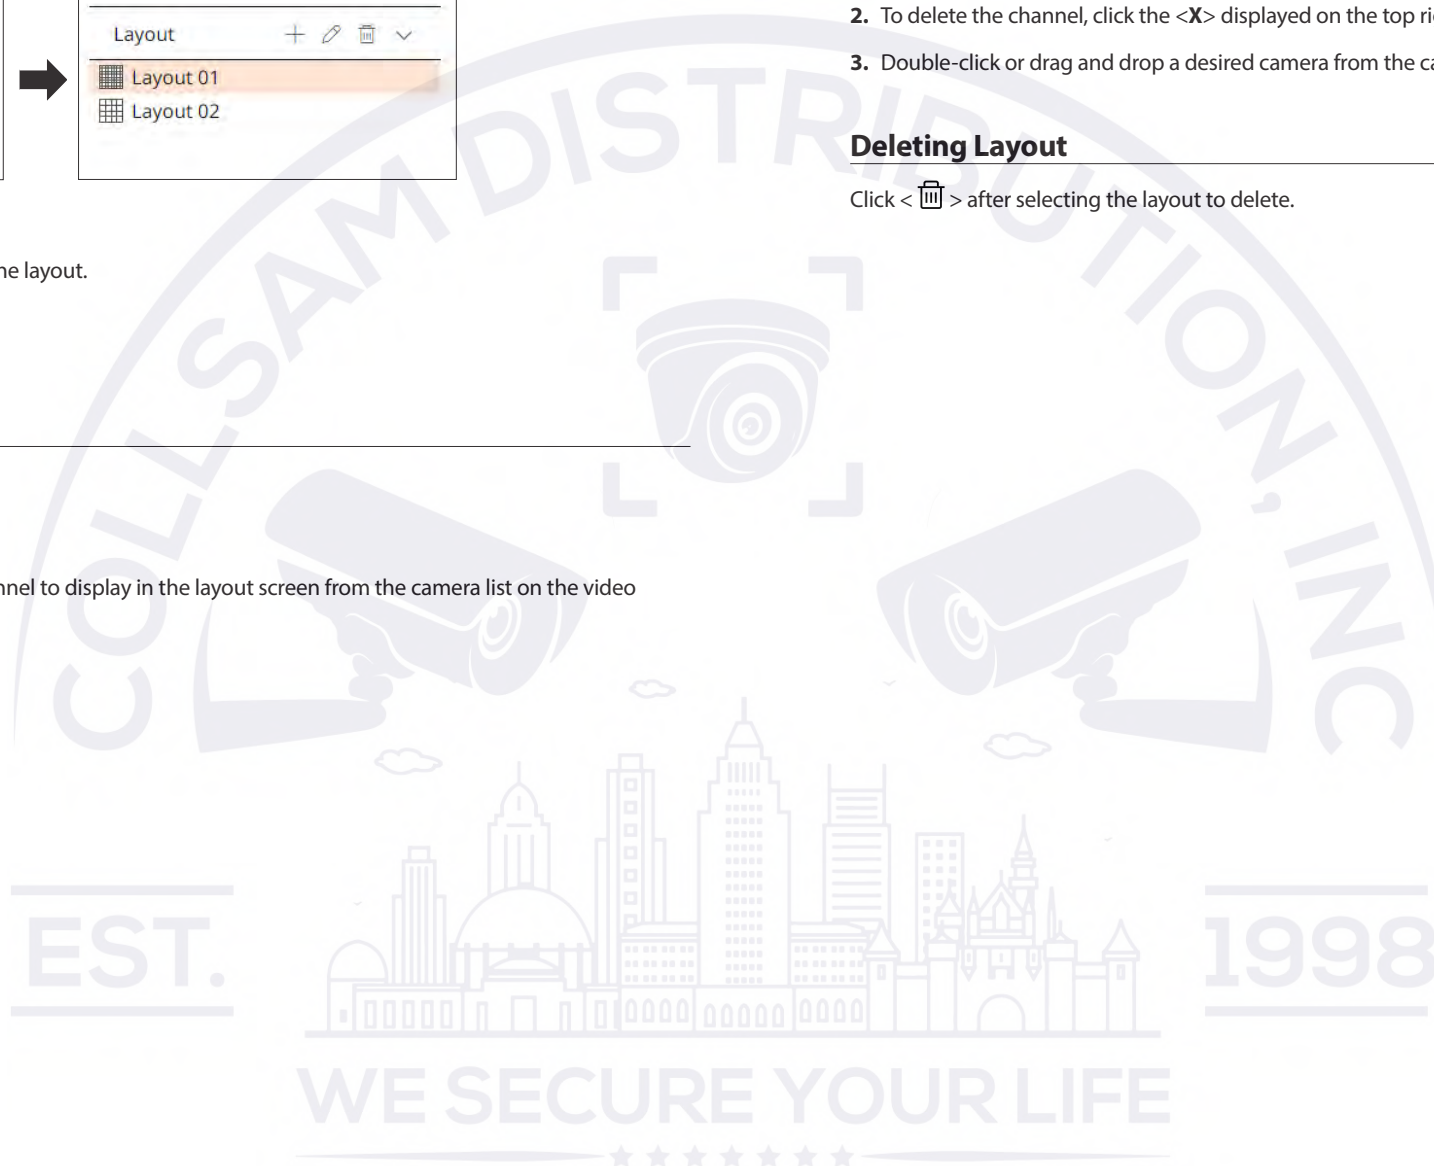 Layout
Layout 01
Layout 02
he layout.
nnel to display in the layout screen from the camera list on the video
2. To delete the channel, click the <X> displayed on the top ri
3. Double-click or drag and drop a desired camera from the ca
Deleting Layout
Click < > after selecting the layout to delete.
COLLSAM DISTRIBUTION, INC
EST.
1998
WE SECURE YOUR LIFE